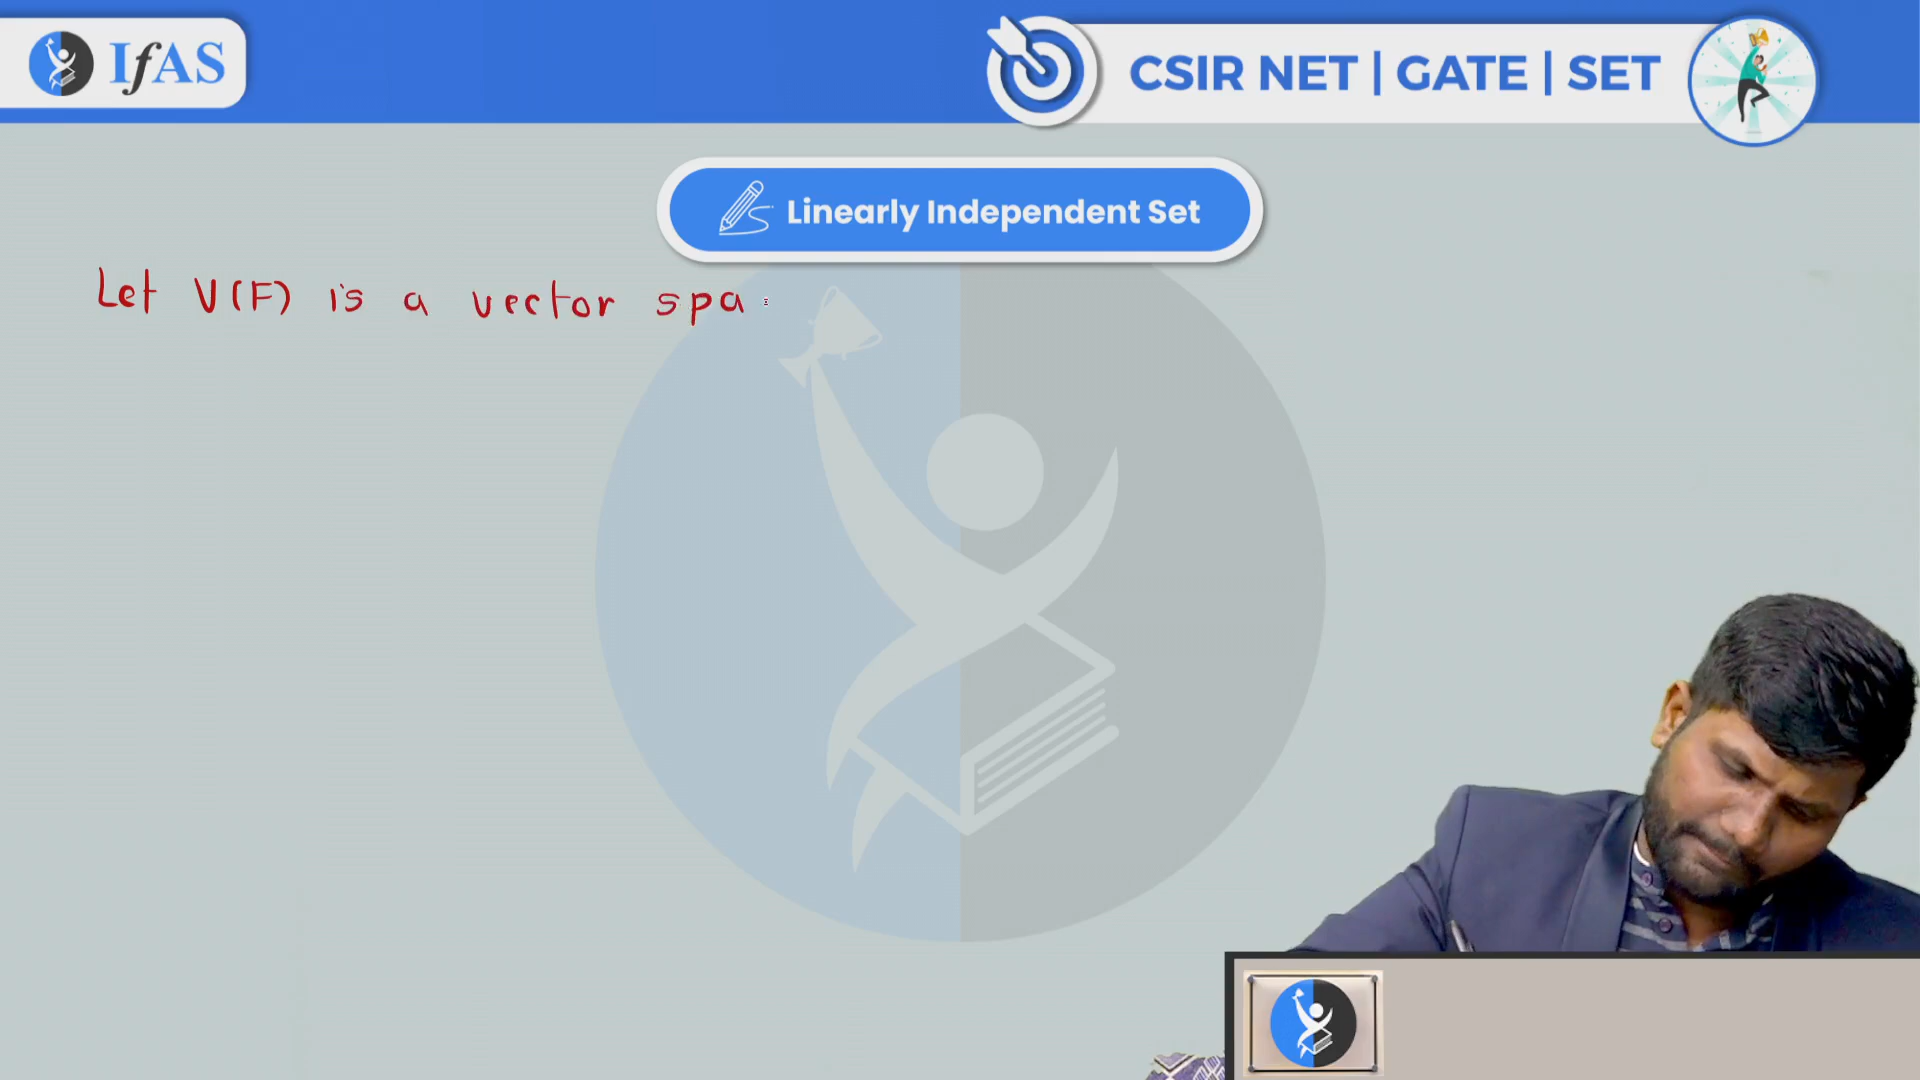 IfAS
CSIR NET | GATE | SET
Linearly Independent Set
Let V(F) is a vector spa